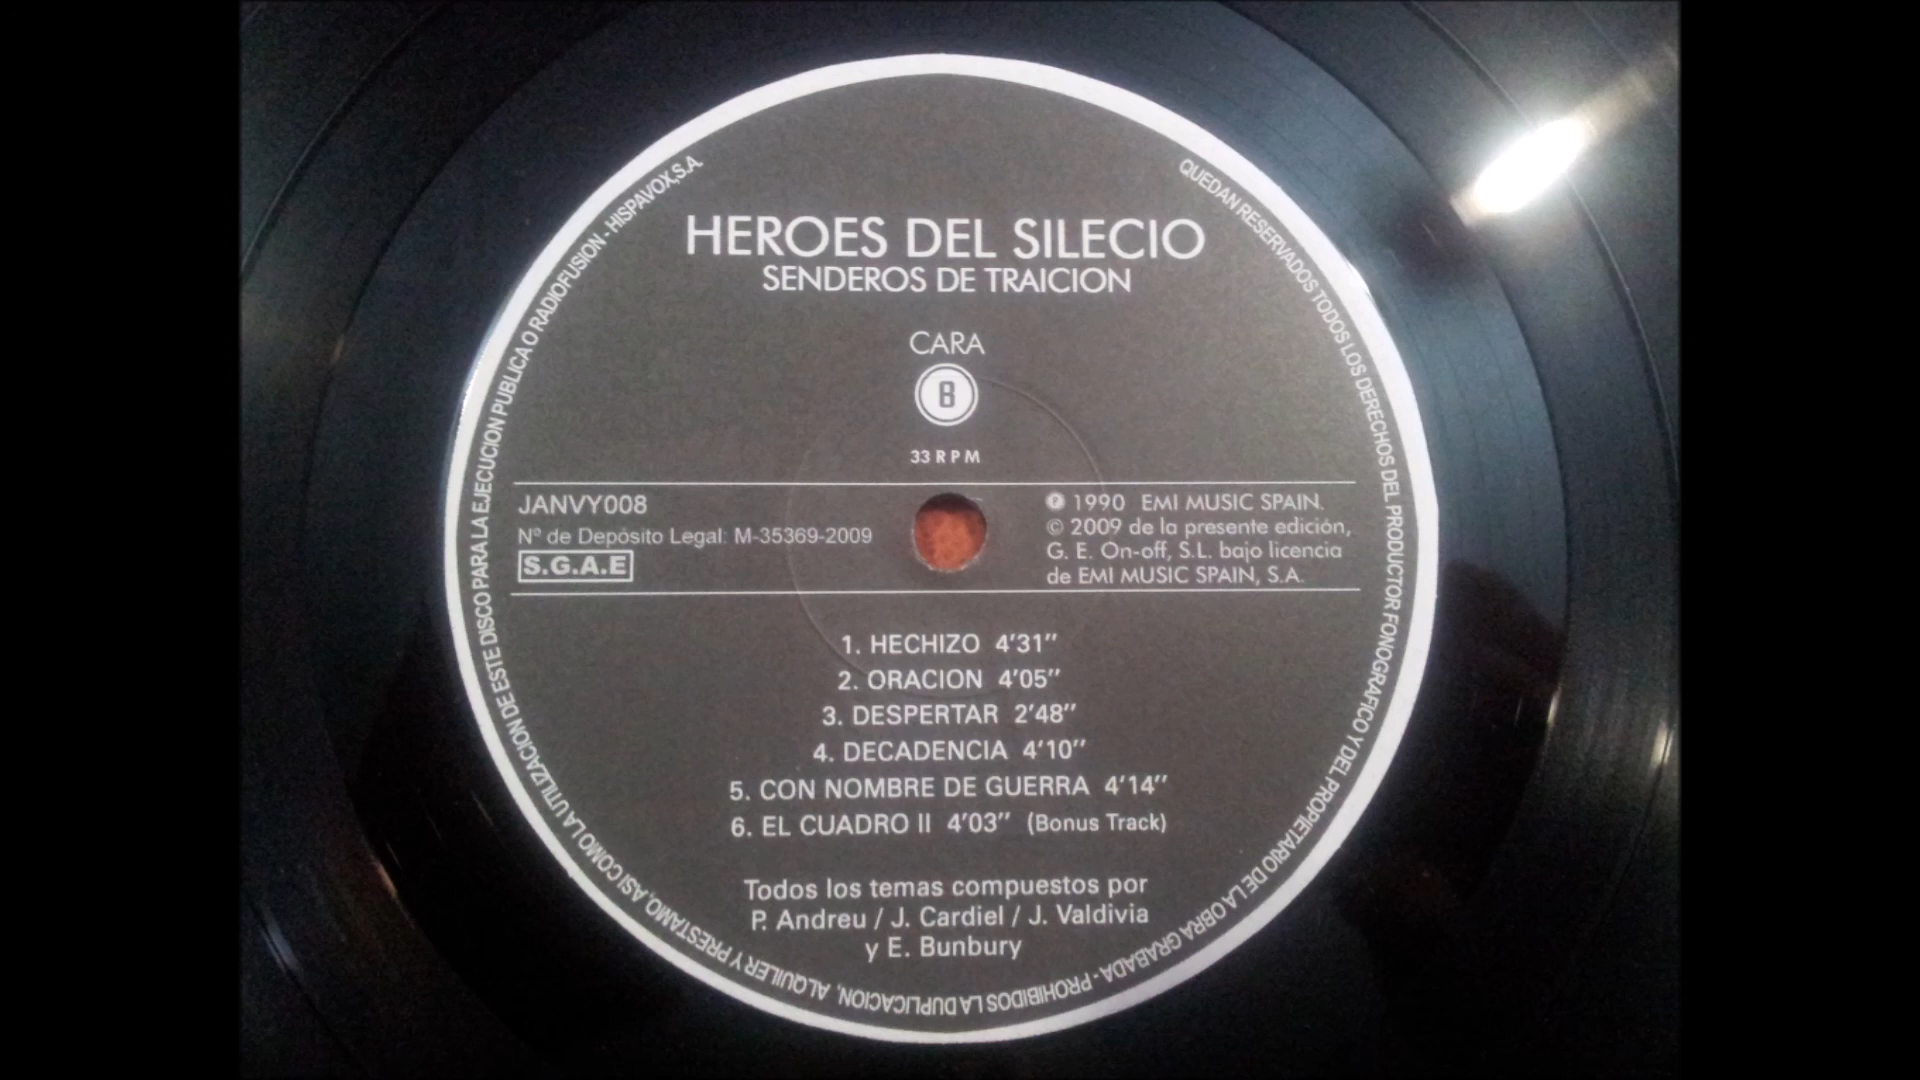 HEROES DEL SILECIO
SENDEROS DE TRAICION
CARA
B
33 RPM
JANVY008
Nº de Depósito Legal: M-35369-2009
S.G.A.E
℗ 1990 EMI MUSIC SPAIN.
© 2009 de la presente edición,
G. E. On-off, S.L. bajo licencia
de EMI MUSIC SPAIN, S.A.
1. HECHIZO 4'31"
2. ORACION 4'05"
3. DESPERTAR 2'48"
4. DECADENCIA 4'10"
5. CON NOMBRE DE GUERRA 4'14"
6. EL CUADRO II 4'03" (Bonus Track)
Todos los temas compuestos por
P. Andreu / J. Cardiel / J. Valdivia
y E. Bunbury
QUEDAN RESERVADOS TODOS LOS DERECHOS DEL PRODUCTOR FONOGRAFICO Y DEL PROPIETARIO DE LA OBRA GRABADA - PROHIBIDOS LA DUPLICACION, ALQUILER Y PRESTAMO, ASI COMO LA UTILIZACION DE ESTE DISCO PARA LA EJECUCION PUBLICA O RADIOFUSION - HISPAVOX,S.A.